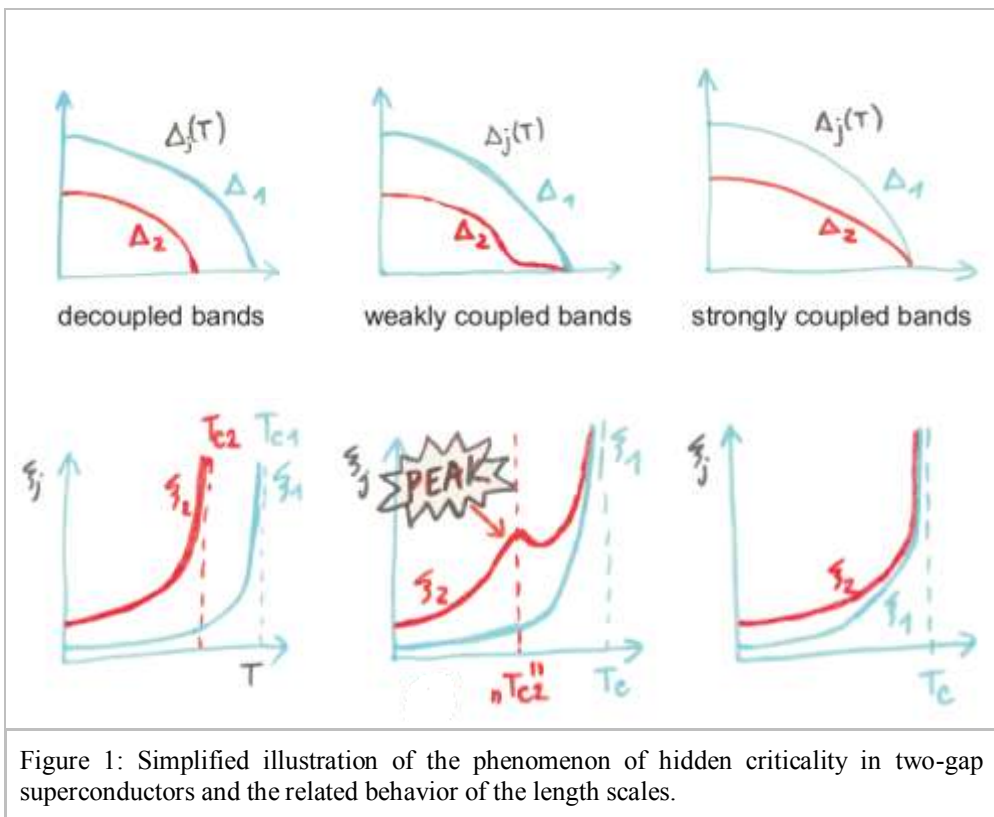 Δj(T)
Δ1
Δ2
decoupled bands
Δj(T)
Δ1
Δ2
weakly coupled bands
Δj(T)
Δ1
Δ2
strongly coupled bands
ξj
Tc2
Tc1
ξ2
ξ1
T
ξj
PEAK
ξ1
ξ2
"Tc2"
Tc
ξj
ξ2
ξ1
Tc
Figure 1: Simplified illustration of the phenomenon of hidden criticality in two-gap
superconductors and the related behavior of the length scales.